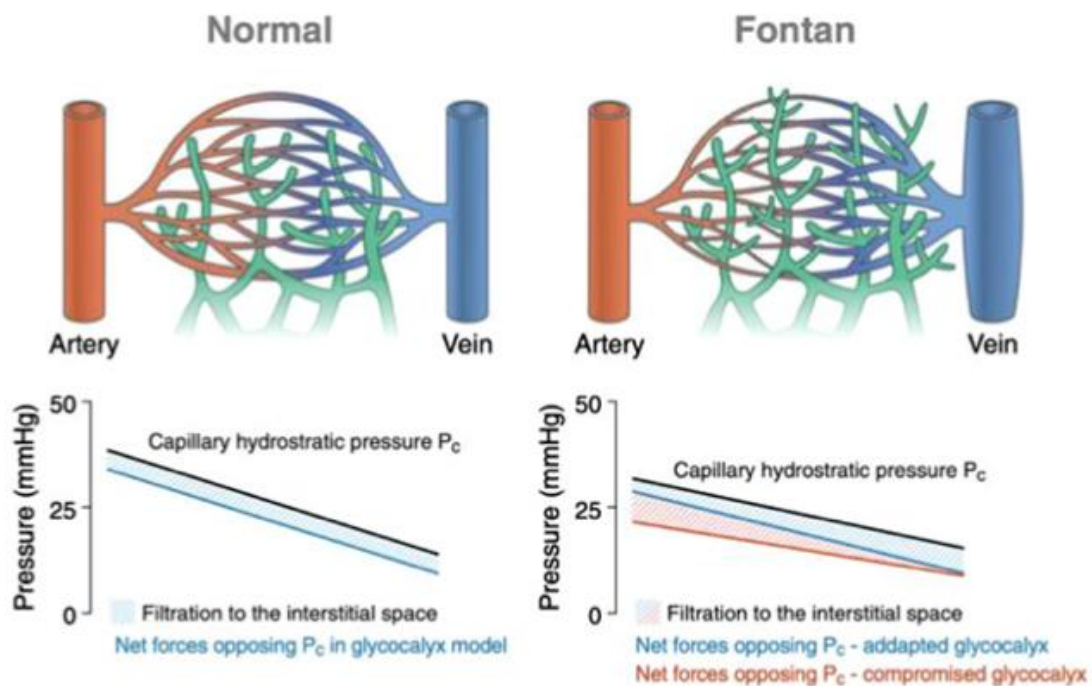 Normal
Fontan
Artery
Vein
Artery
Vein
Pressure (mmHg)
50
25
0
Capillary hydrostratic pressure Pc
Filtration to the interstitial space
Net forces opposing Pc in glycocalyx model
Pressure (mmHg)
50
25
0
Capillary hydrostratic pressure Pc
Filtration to the interstitial space
Net forces opposing Pc - addapted glycocalyx
Net forces opposing Pc - compromised glycocalyx